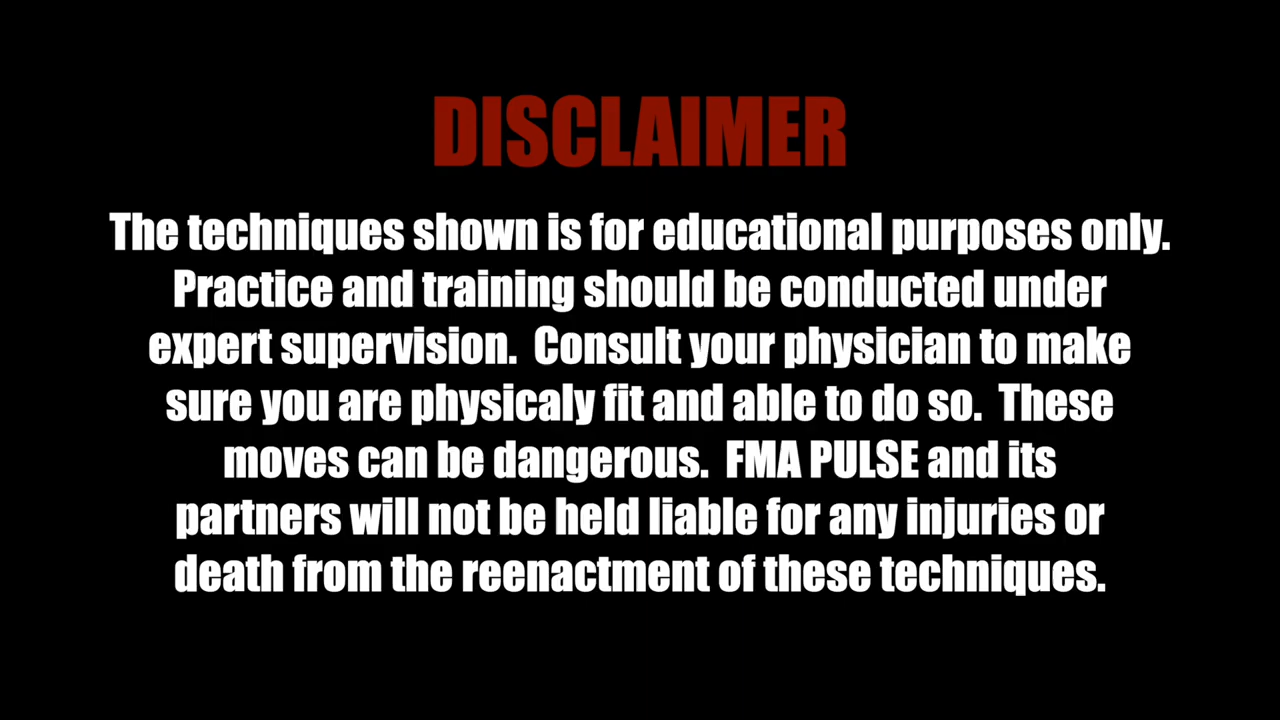 DISCLAIMER
The techniques shown is for educational purposes only.
Practice and training should be conducted under
expert supervision.  Consult your physician to make
sure you are physicaly fit and able to do so.  These
moves can be dangerous.  FMA PULSE and its
partners will not be held liable for any injuries or
death from the reenactment of these techniques.